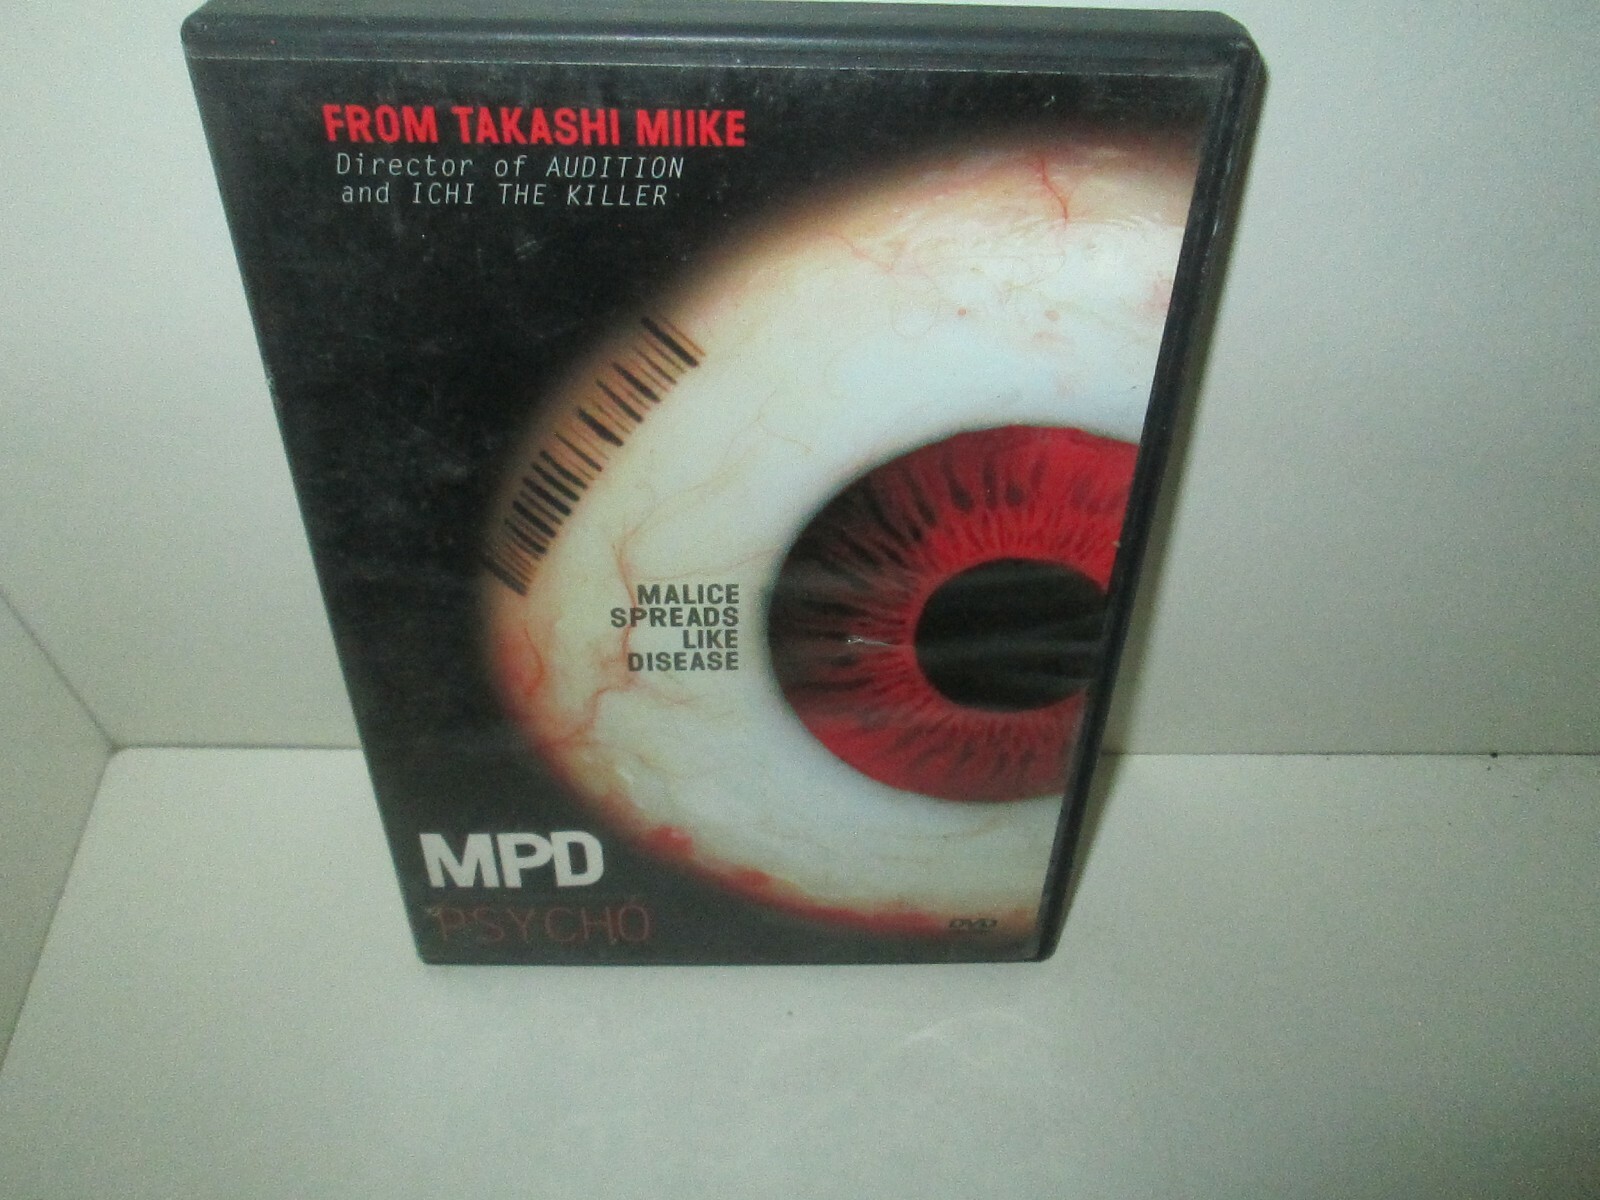 FROM TAKASHI MIIKE
Director of AUDITION
and ICHI THE KILLER
MALICE
SPREADS
LIKE
DISEASE
MPD
PSYCHO
DVD